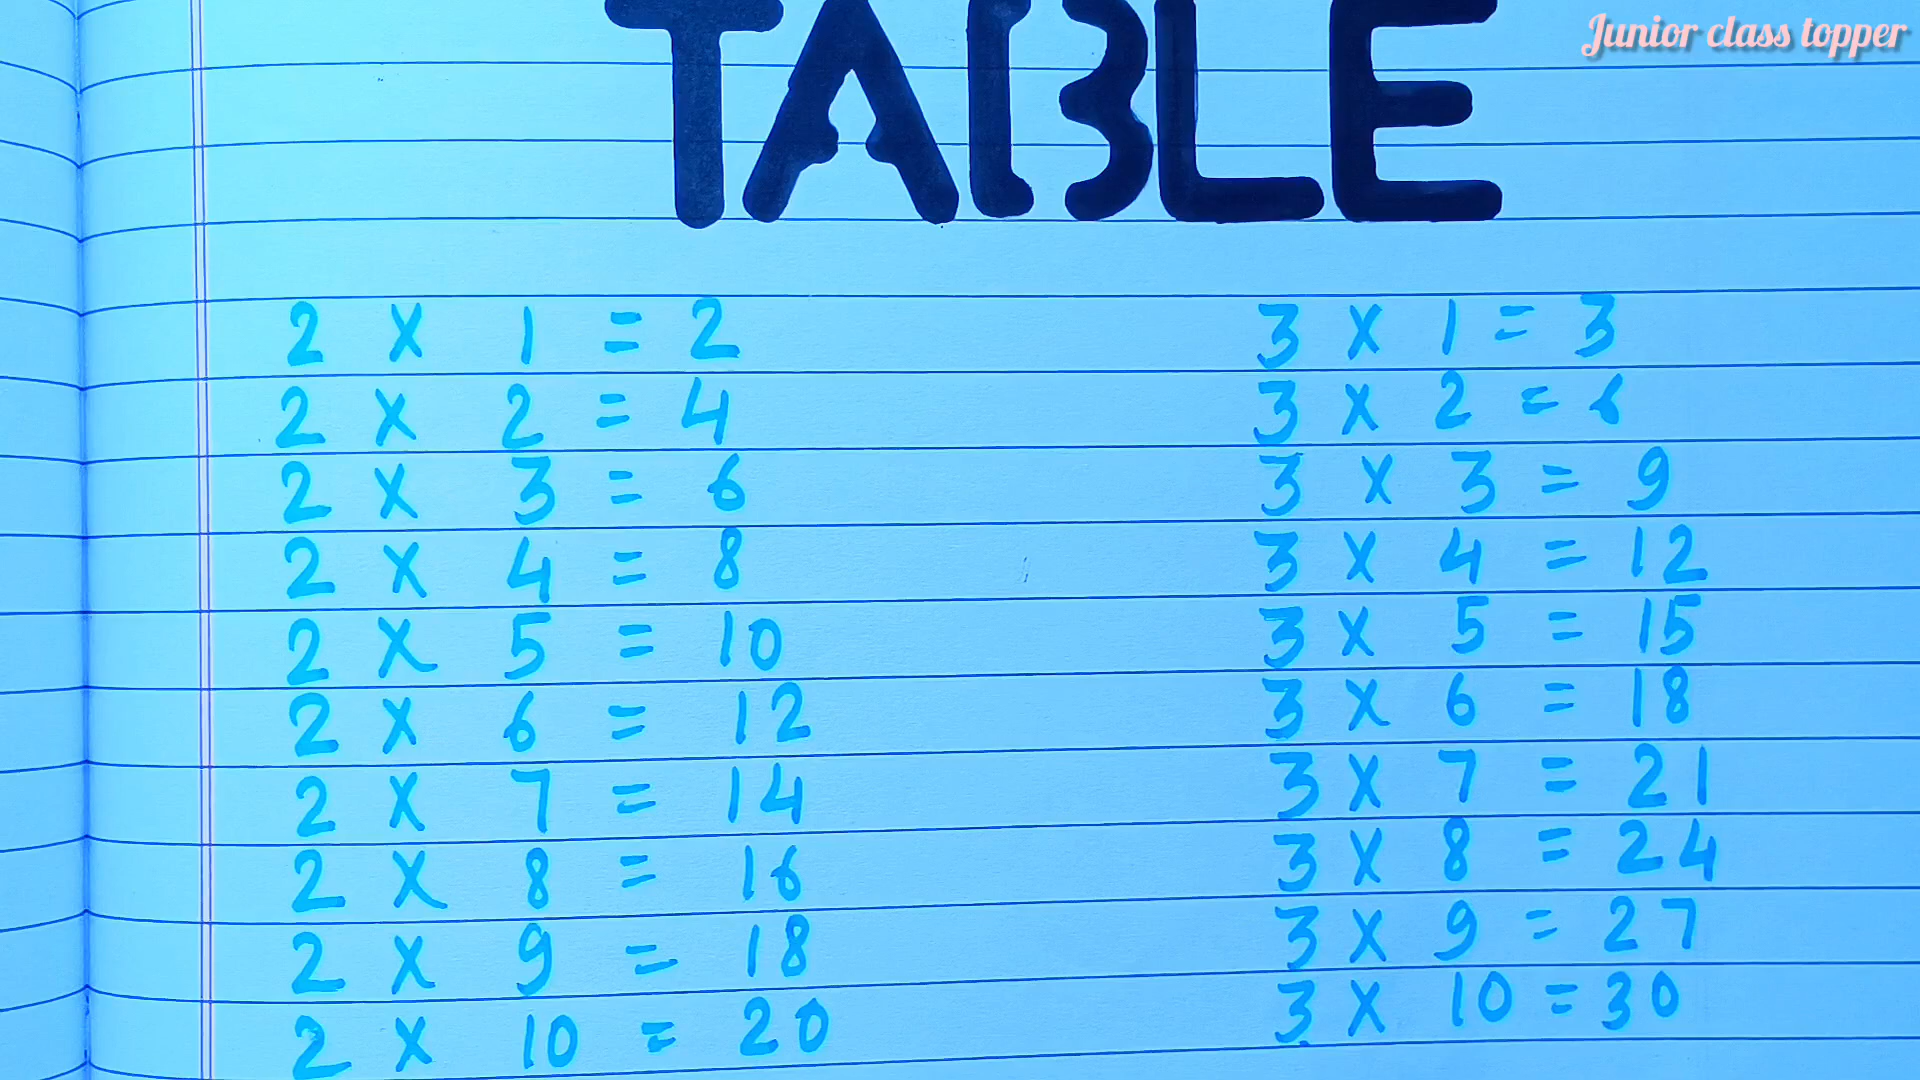 Junior class topper
TABLE
2 x 1 = 2
2 x 2 = 4
2 x 3 = 6
2 x 4 = 8
2 x 5 = 10
2 x 6 = 12
2 x 7 = 14
2 x 8 = 16
2 x 9 = 18
2 x 10 = 20
3 x 1 = 3
3 x 2 = 6
3 x 3 = 9
3 x 4 = 12
3 x 5 = 15
3 x 6 = 18
3 x 7 = 21
3 x 8 = 24
3 x 9 = 27
3 x 10 = 30